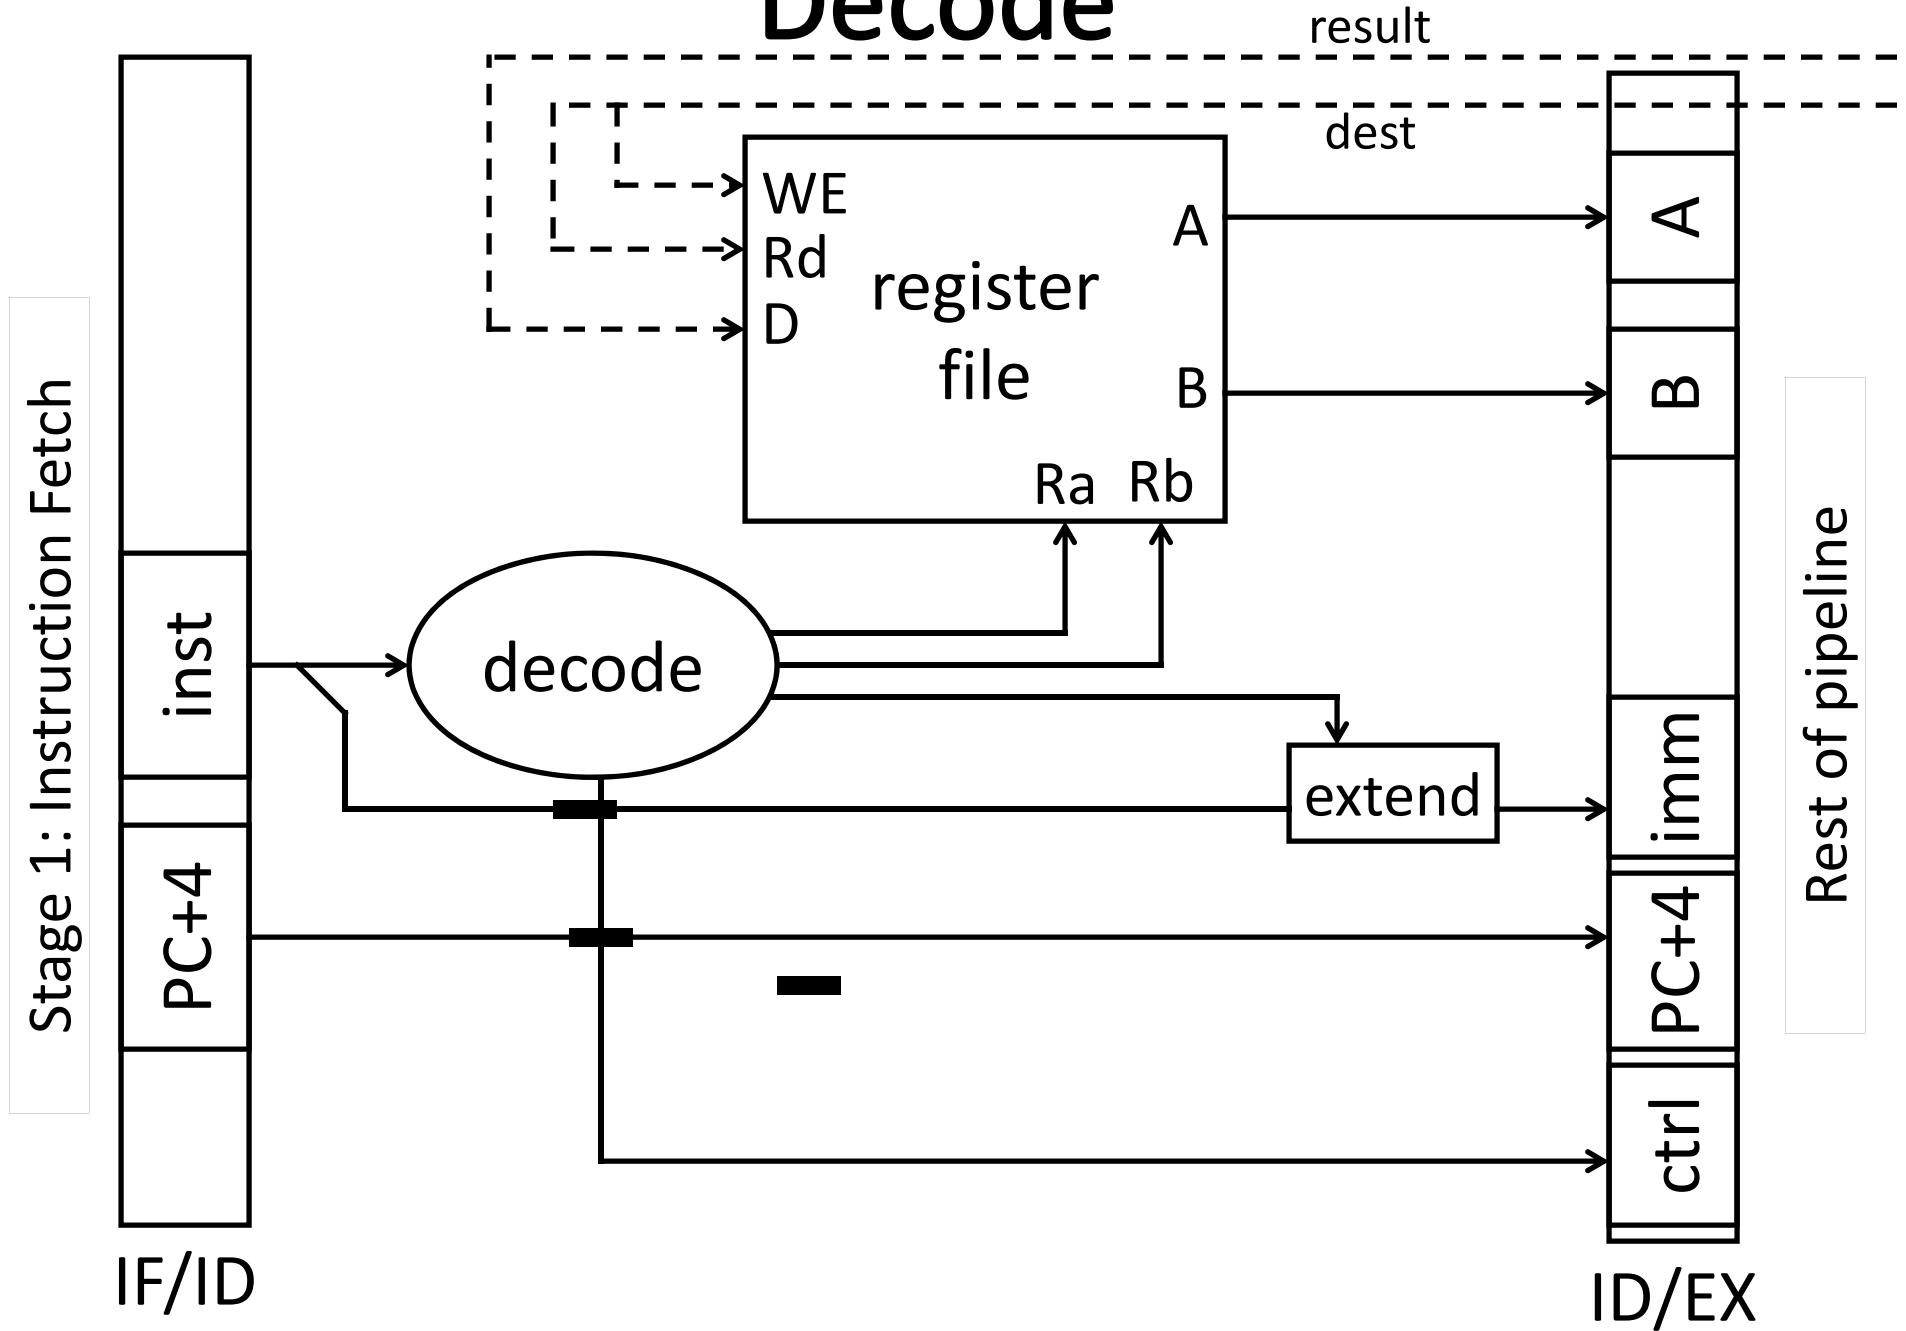 Decode
result
dest
WE
Rd
D
A
B
register
file
Ra Rb
A
B
Stage 1: Instruction Fetch
inst
PC+4
decode
extend
imm
PC+4
ctrl
Rest of pipeline
IF/ID
ID/EX